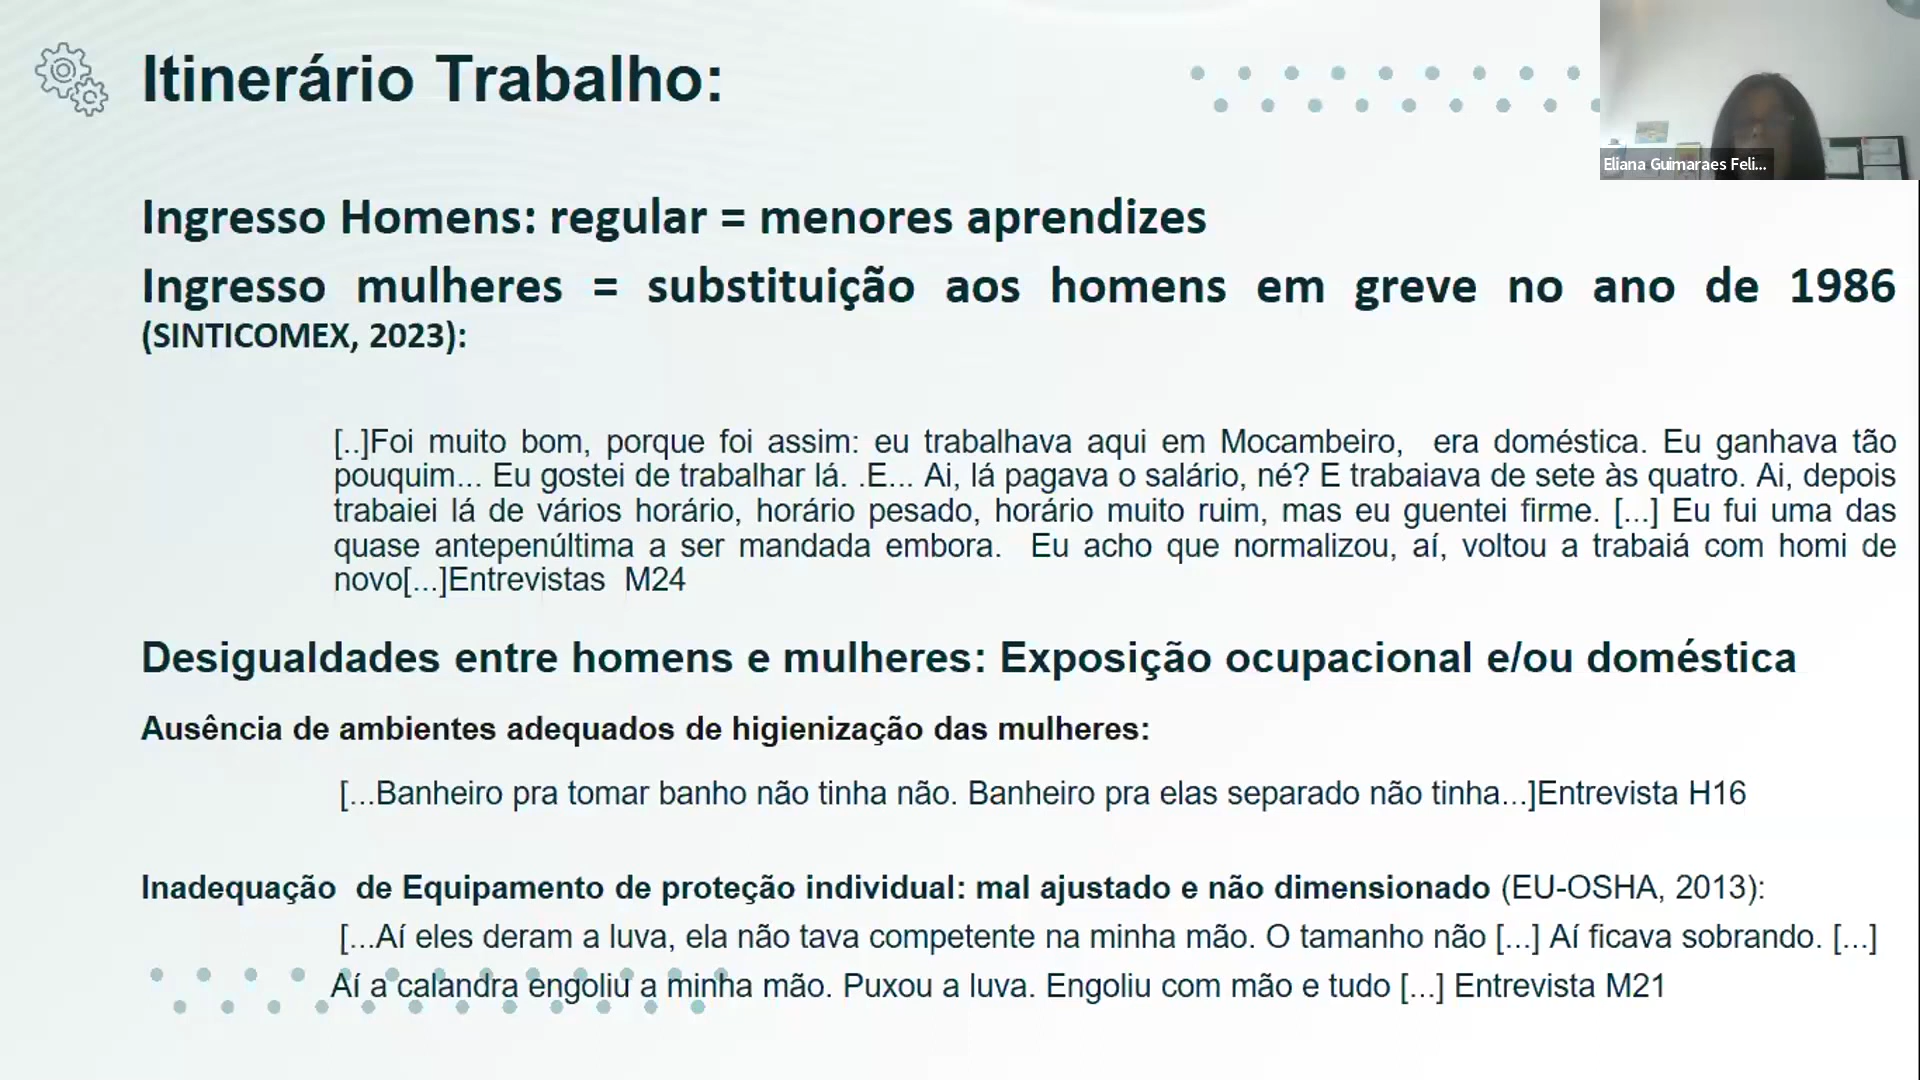 Itinerário Trabalho:
Eliana Guimaraes Feli...
Ingresso Homens: regular = menores aprendizes
Ingresso mulheres = substituição aos homens em greve no ano de 1986
(SINTICOMEX, 2023):
[..]Foi muito bom, porque foi assim: eu trabalhava aqui em Mocambeiro, era doméstica. Eu ganhava tão
pouquim... Eu gostei de trabalhar lá. .E... Ai, lá pagava o salário, né? E trabaiava de sete às quatro. Ai, depois
trabaiei lá de vários horário, horário pesado, horário muito ruim, mas eu guentei firme. [...] Eu fui uma das
quase antepenúltima a ser mandada embora. Eu acho que normalizou, aí, voltou a trabaiá com homi de
novo[...]Entrevistas M24
Desigualdades entre homens e mulheres: Exposição ocupacional e/ou doméstica
Ausência de ambientes adequados de higienização das mulheres:
[...Banheiro pra tomar banho não tinha não. Banheiro pra elas separado não tinha...]Entrevista H16
Inadequação de Equipamento de proteção individual: mal ajustado e não dimensionado (EU-OSHA, 2013):
[...Aí eles deram a luva, ela não tava competente na minha mão. O tamanho não [...] Aí ficava sobrando. [...]
Aí a calandra engoliu a minha mão. Puxou a luva. Engoliu com mão e tudo [...] Entrevista M21